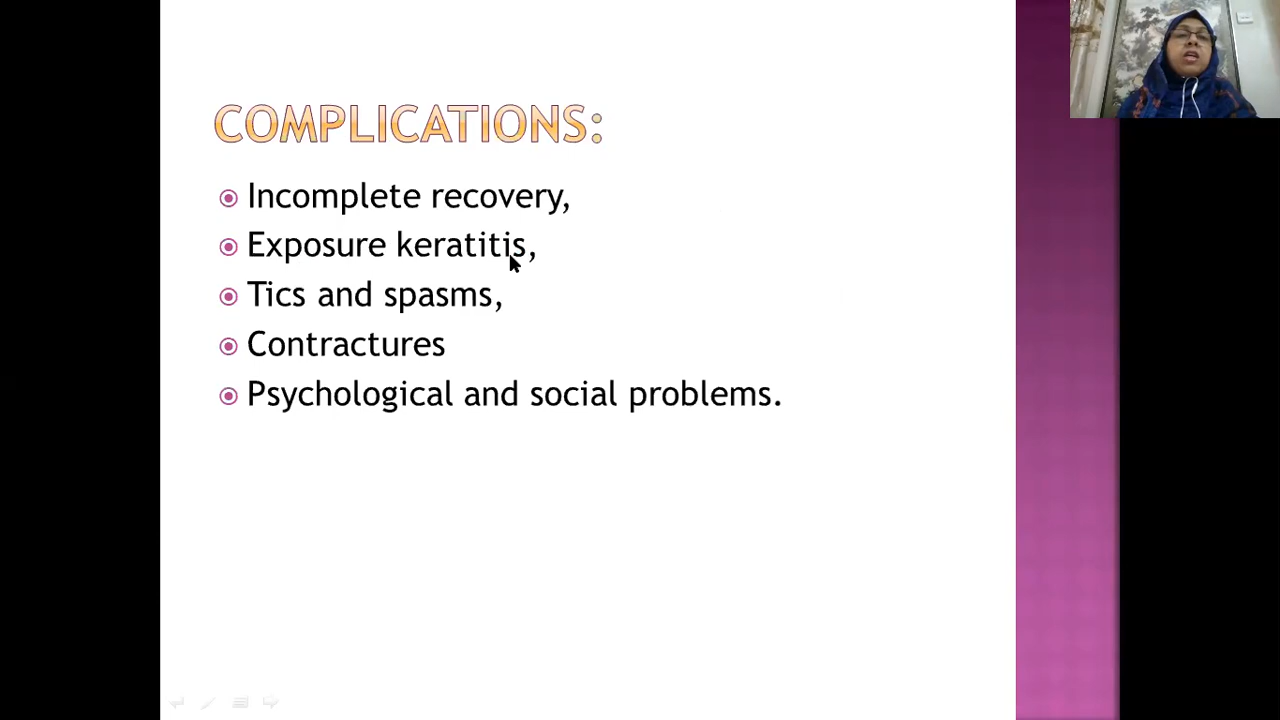 COMPLICATIONS:
Incomplete recovery,
Exposure keratitis,
Tics and spasms,
Contractures
Psychological and social problems.